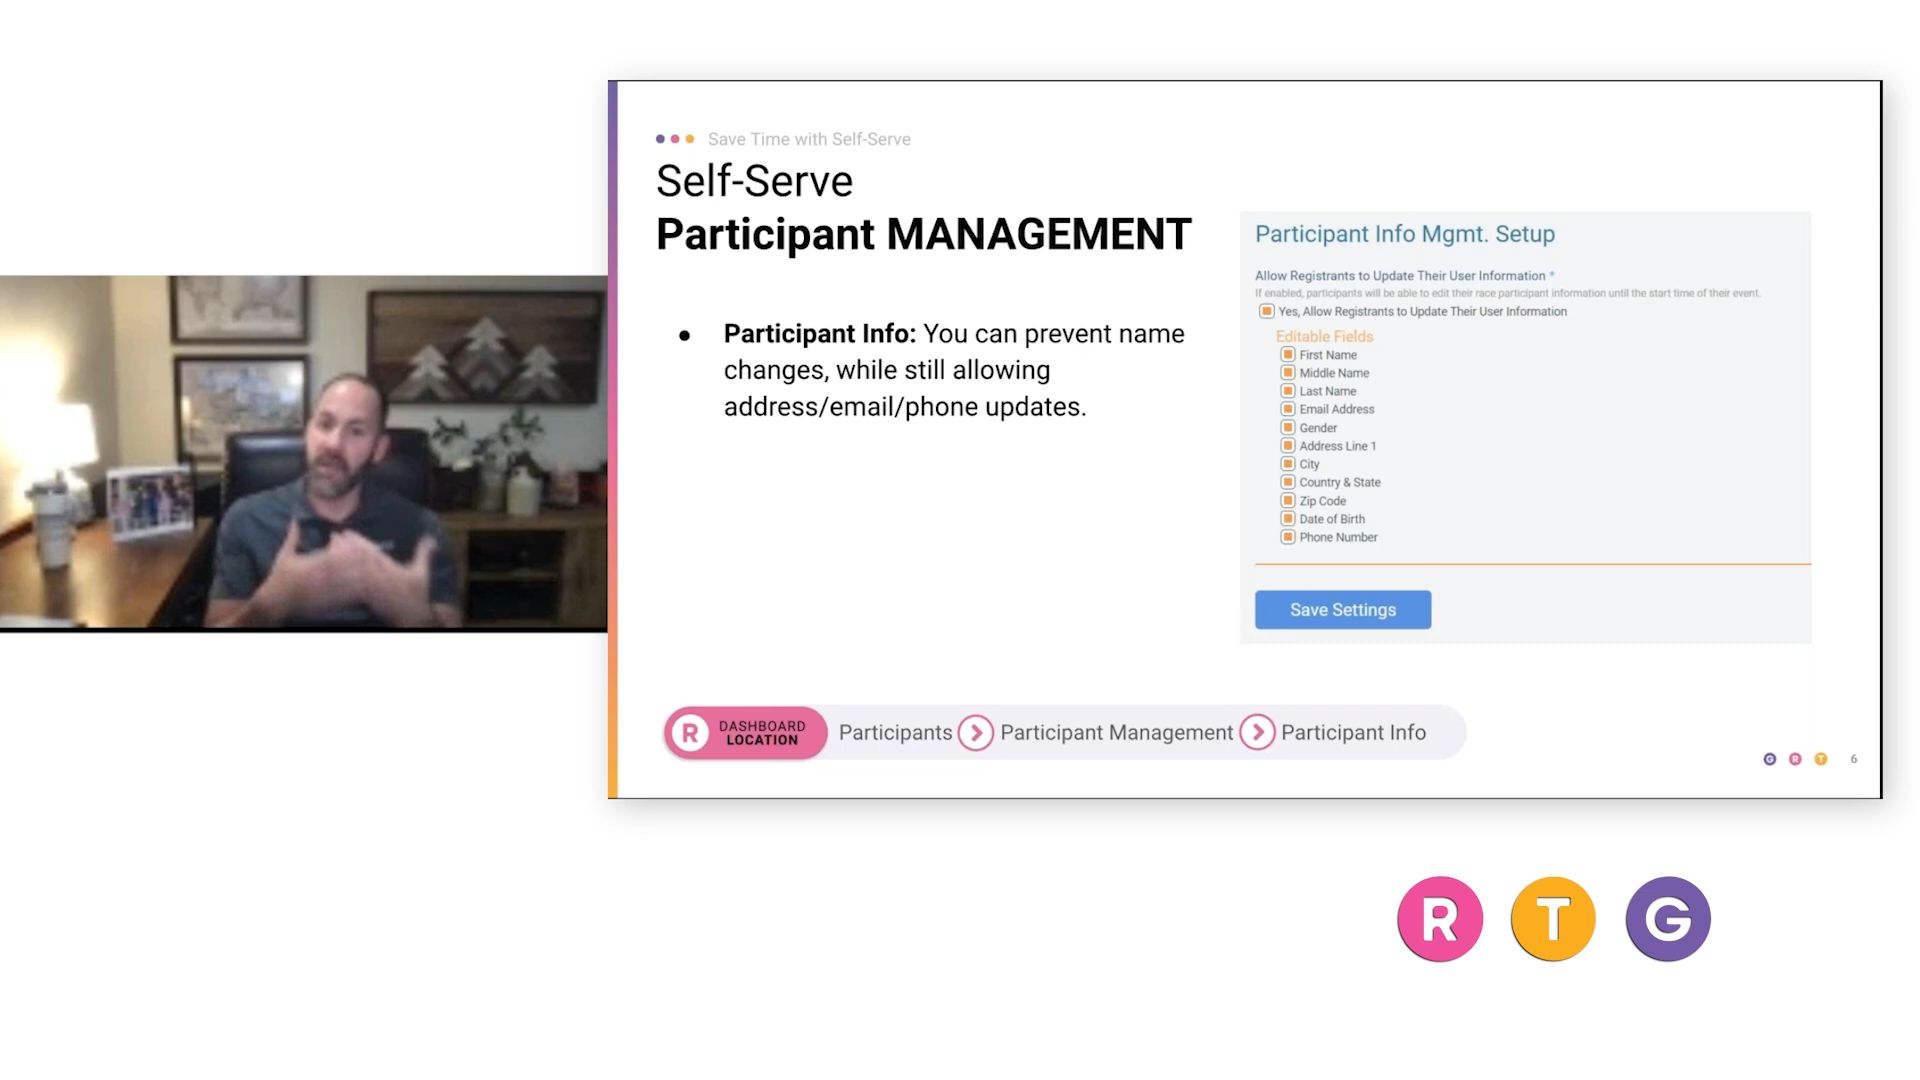 Save Time with Self-Serve
Self-Serve
Participant MANAGEMENT
● Participant Info: You can prevent name
changes, while still allowing
address/email/phone updates.
Participant Info Mgmt. Setup
Allow Registrants to Update Their User Information *
If enabled, participants will be able to edit their race participant information until the start time of their event.
Yes, Allow Registrants to Update Their User Information
Editable Fields
First Name
Middle Name
Last Name
Email Address
Gender
Address Line 1
City
Country & State
Zip Code
Date of Birth
Phone Number
Save Settings
R DASHBOARD
LOCATION
Participants > Participant Management > Participant Info
G R T 6
R T G